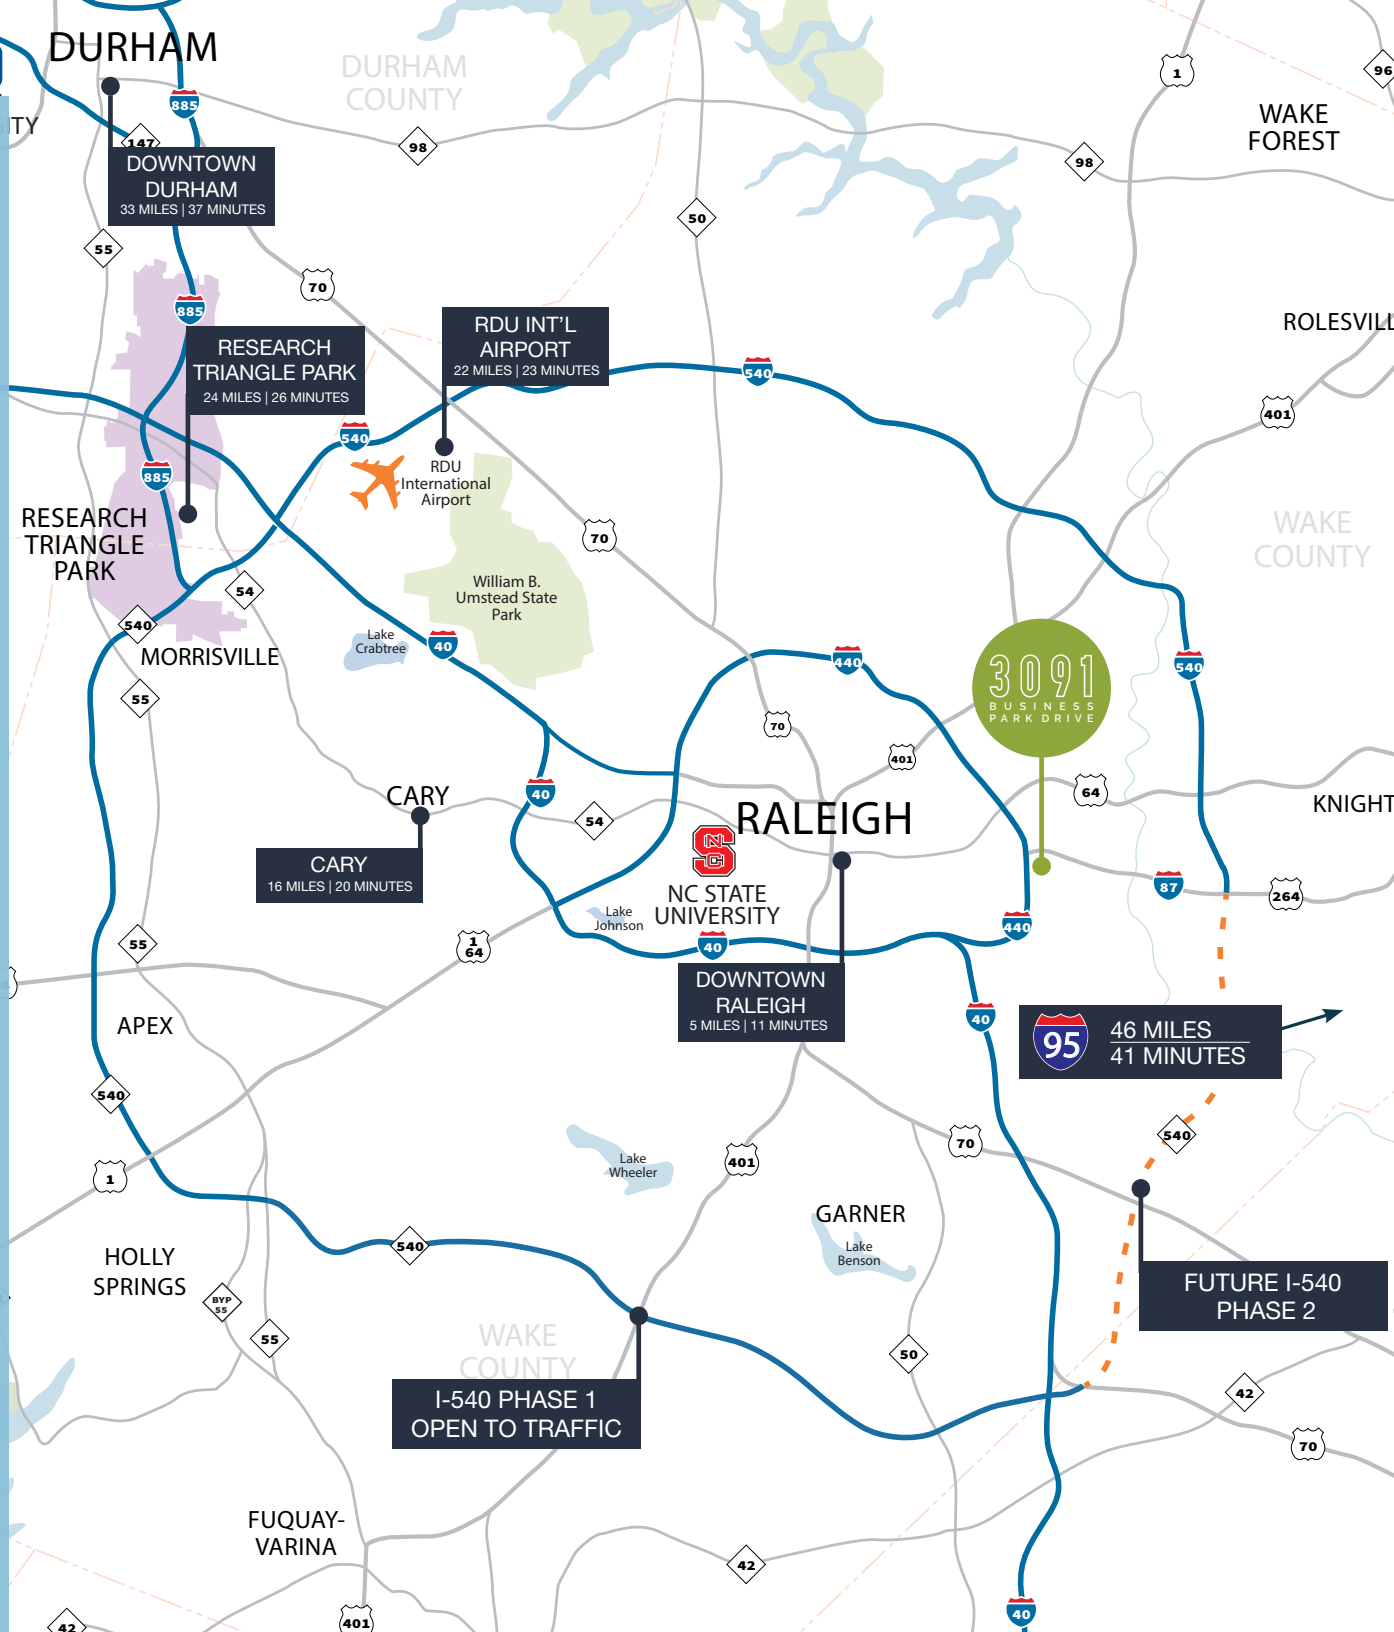 DURHAM
DURHAM
COUNTY
885
1
96
WAKE
FOREST
ITY
147
98
98
DOWNTOWN
DURHAM
33 MILES | 37 MINUTES
50
55
70
885
RDU INT'L
AIRPORT
22 MILES | 23 MINUTES
ROLESVILL
RESEARCH
TRIANGLE PARK
24 MILES | 26 MINUTES
540
401
540
885
RDU
International
Airport
RESEARCH
TRIANGLE
PARK
WAKE
COUNTY
70
William B.
Umstead State
Park
54
540
Lake
Crabtree
40
MORRISVILLE
440
540
3091
BUSINESS
PARK DRIVE
55
70
401
CARY
40
64
KNIGHT
54
RALEIGH
S
NC
CARY
16 MILES | 20 MINUTES
NC STATE
UNIVERSITY
87
264
Lake
Johnson
440
55
1
64
40
DOWNTOWN
RALEIGH
5 MILES | 11 MINUTES
APEX
40
95
46 MILES
41 MINUTES
540
540
70
Lake
Wheeler
401
1
GARNER
Lake
Benson
540
HOLLY
SPRINGS
FUTURE I-540
PHASE 2
BYP
55
55
WAKE
COUNTY
50
I-540 PHASE 1
OPEN TO TRAFFIC
42
70
FUQUAY-
VARINA
42
401
40
42